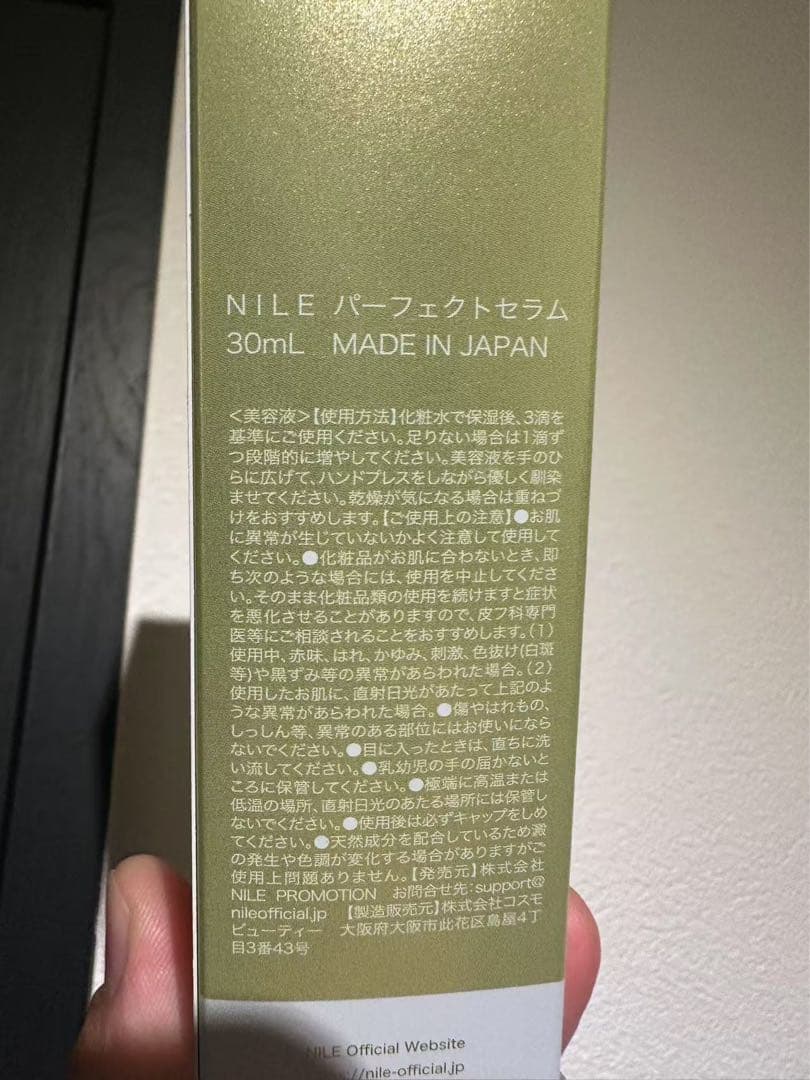 NILE パーフェクトセラム
30mL MADE IN JAPAN
＜美容液＞【使用方法】化粧水で保湿後、3滴を
基準にご使用ください。足りない場合は1滴ず
つ段階的に増やしてください。美容液を手のひ
らに広げて、ハンドプレスをしながら優しく馴染
ませてください。乾燥が気になる場合は重ねづ
けをおすすめします。【ご使用上の注意】●お肌
に異常が生じていないかよく注意して使用して
ください。●化粧品がお肌に合わないとき、即
ち次のような場合には、使用を中止してくださ
い。そのまま化粧品類の使用を続けますと症状
を悪化させることがありますので、皮フ科専門
医等にご相談されることをおすすめします。（1）
使用中、赤味、はれ、かゆみ、刺激、色抜け(白斑
等)や黒ずみ等の異常があらわれた場合。（2）
使用したお肌に、直射日光があたって上記のよ
うな異常があらわれた場合。●傷やはれもの、
しっしん等、異常のある部位にはお使いになら
ないでください。●目に入ったときは、直ちに洗
い流してください。●乳幼児の手の届かないと
ころに保管してください。●極端に高温または
低温の場所、直射日光のあたる場所には保管し
ないでください。●使用後は必ずキャップをしめ
てください。●天然成分を配合しているため澱
の発生や色調が変化する場合がありますがご
使用上問題ありません。【発売元】株式会社
NILE PROMOTION お問合せ先:support@
nileofficial.jp 【製造販売元】株式会社コスモ
ビューティー 大阪府大阪市此花区島屋4丁
目3番43号
NILE Official Website
://nile-official.jp